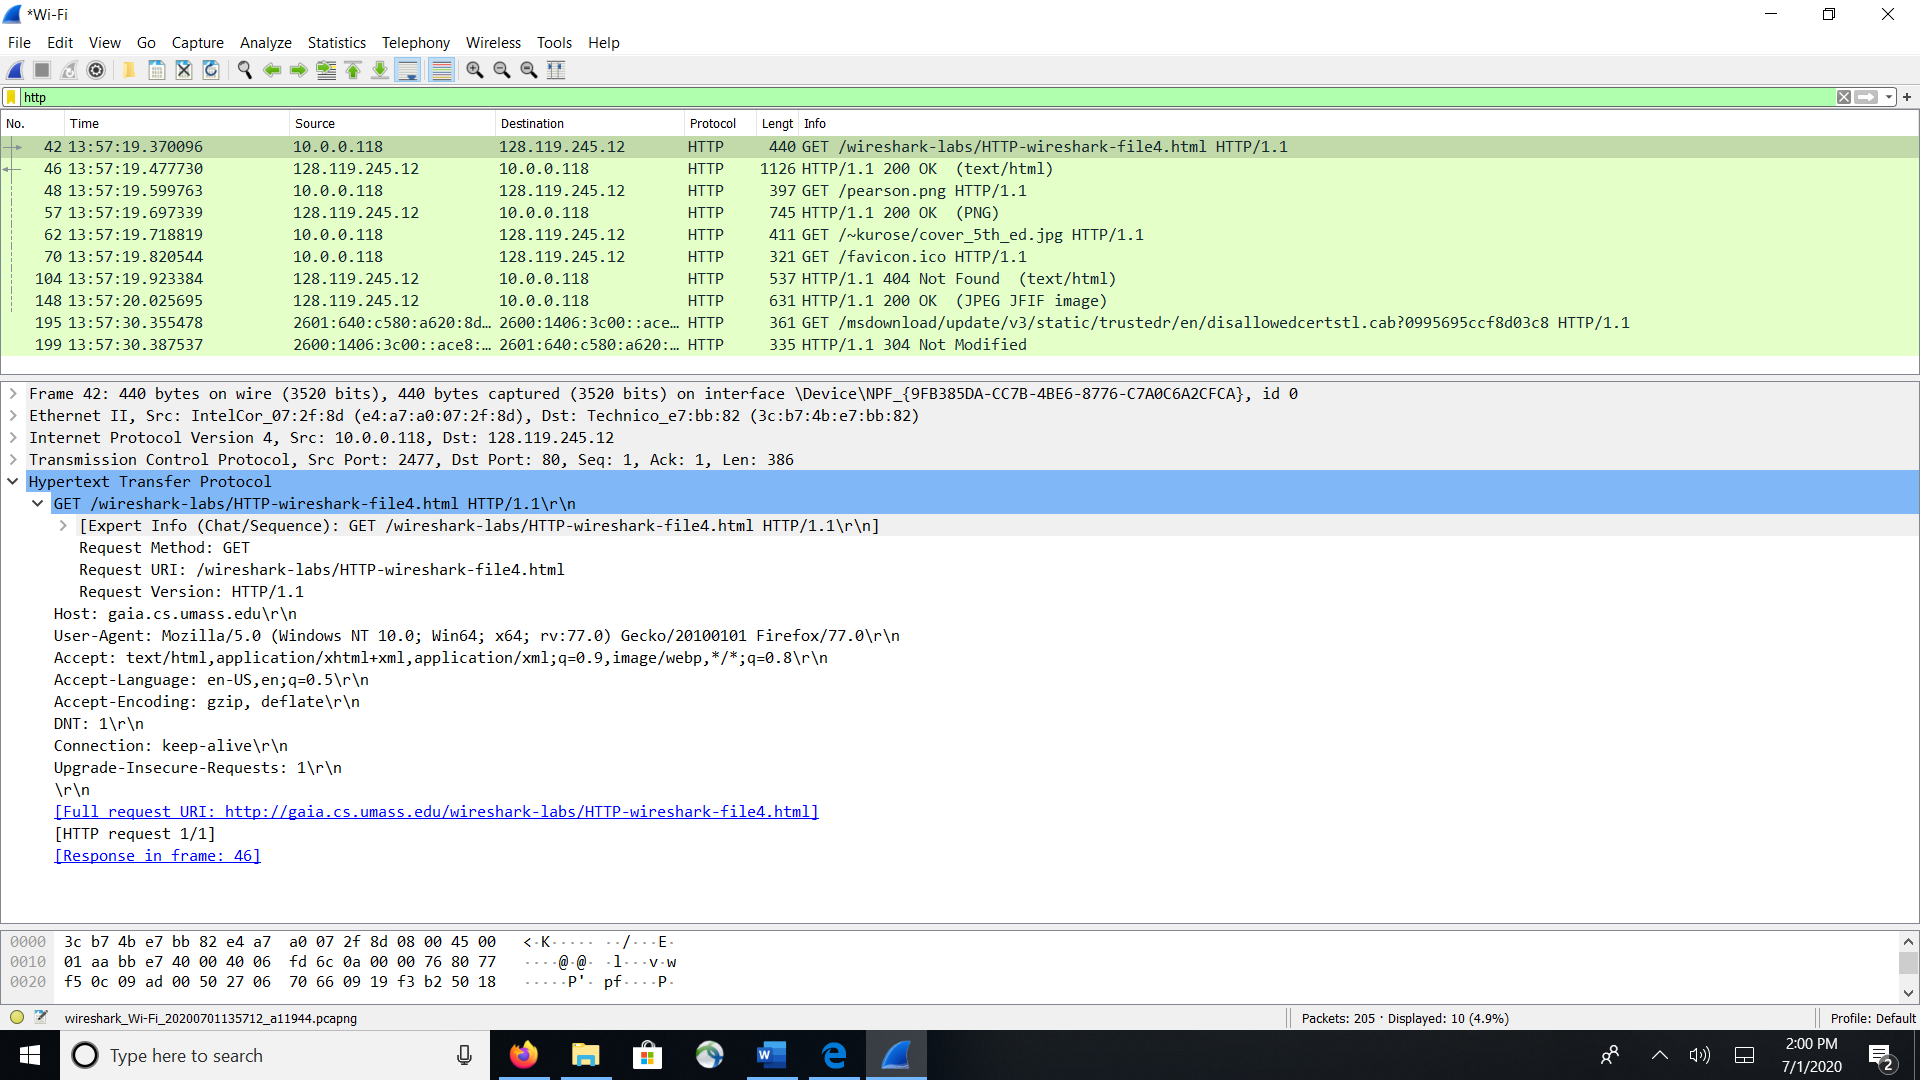 *Wi-Fi
File Edit View Go Capture Analyze Statistics Telephony Wireless Tools Help
http
No. Time Source Destination Protocol Lengt Info
42 13:57:19.370096 10.0.0.118 128.119.245.12 HTTP 440 GET /wireshark-labs/HTTP-wireshark-file4.html HTTP/1.1
46 13:57:19.477730 128.119.245.12 10.0.0.118 HTTP 1126 HTTP/1.1 200 OK (text/html)
48 13:57:19.599763 10.0.0.118 128.119.245.12 HTTP 397 GET /pearson.png HTTP/1.1
57 13:57:19.697339 128.119.245.12 10.0.0.118 HTTP 745 HTTP/1.1 200 OK (PNG)
62 13:57:19.718819 10.0.0.118 128.119.245.12 HTTP 411 GET /~kurose/cover_5th_ed.jpg HTTP/1.1
70 13:57:19.820544 10.0.0.118 128.119.245.12 HTTP 321 GET /favicon.ico HTTP/1.1
104 13:57:19.923384 128.119.245.12 10.0.0.118 HTTP 537 HTTP/1.1 404 Not Found (text/html)
148 13:57:20.025695 128.119.245.12 10.0.0.118 HTTP 631 HTTP/1.1 200 OK (JPEG JFIF image)
195 13:57:30.355478 2601:640:c580:a620:8d… 2600:1406:3c00::ace… HTTP 361 GET /msdownload/update/v3/static/trustedr/en/disallowedcertstl.cab?0995695ccf8d03c8 HTTP/1.1
199 13:57:30.387537 2600:1406:3c00::ace8:… 2601:640:c580:a620:… HTTP 335 HTTP/1.1 304 Not Modified
Frame 42: 440 bytes on wire (3520 bits), 440 bytes captured (3520 bits) on interface \Device\NPF_{9FB385DA-CC7B-4BE6-8776-C7A0C6A2CFCA}, id 0
Ethernet II, Src: IntelCor_07:2f:8d (e4:a7:a0:07:2f:8d), Dst: Technico_e7:bb:82 (3c:b7:4b:e7:bb:82)
Internet Protocol Version 4, Src: 10.0.0.118, Dst: 128.119.245.12
Transmission Control Protocol, Src Port: 2477, Dst Port: 80, Seq: 1, Ack: 1, Len: 386
Hypertext Transfer Protocol
GET /wireshark-labs/HTTP-wireshark-file4.html HTTP/1.1\r\n
[Expert Info (Chat/Sequence): GET /wireshark-labs/HTTP-wireshark-file4.html HTTP/1.1\r\n]
Request Method: GET
Request URI: /wireshark-labs/HTTP-wireshark-file4.html
Request Version: HTTP/1.1
Host: gaia.cs.umass.edu\r\n
User-Agent: Mozilla/5.0 (Windows NT 10.0; Win64; x64; rv:77.0) Gecko/20100101 Firefox/77.0\r\n
Accept: text/html,application/xhtml+xml,application/xml;q=0.9,image/webp,*/*;q=0.8\r\n
Accept-Language: en-US,en;q=0.5\r\n
Accept-Encoding: gzip, deflate\r\n
DNT: 1\r\n
Connection: keep-alive\r\n
Upgrade-Insecure-Requests: 1\r\n
\r\n
[Full request URI: http://gaia.cs.umass.edu/wireshark-labs/HTTP-wireshark-file4.html]
[HTTP request 1/1]
[Response in frame: 46]
0000 3c b7 4b e7 bb 82 e4 a7 a0 07 2f 8d 08 00 45 00 <·K····· ··/···E·
0010 01 aa bb e7 40 00 40 06 fd 6c 0a 00 00 76 80 77 ····@·@· ·l···v·w
0020 f5 0c 09 ad 00 50 27 06 70 66 09 19 f3 b2 50 18 ·····P'· pf····P·
wireshark_Wi-Fi_20200701135712_a11944.pcapng Packets: 205 · Displayed: 10 (4.9%) Profile: Default
Type here to search
2:00 PM
7/1/2020
2